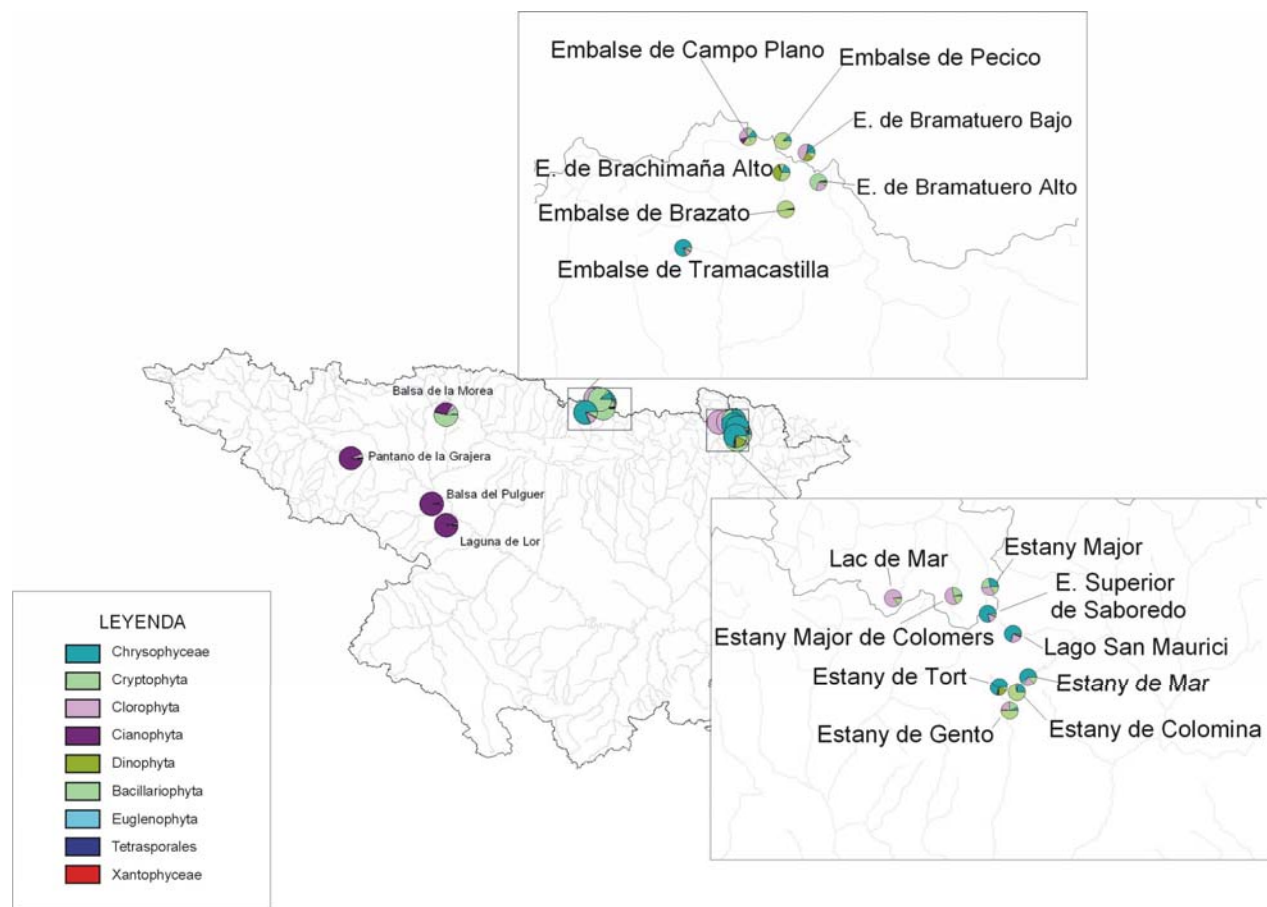 Embalse de Campo Plano
Embalse de Pecico
E. de Bramatuero Bajo
E. de Brachimaña Alto
E. de Bramatuero Alto
Embalse de Brazato
Embalse de Tramacastilla
Balsa de la Morea
Pantano de la Grajera
Balsa del Pulguer
Laguna de Lor
Lac de Mar
Estany Major
E. Superior
de Saboredo
Estany Major de Colomers
Lago San Maurici
Estany de Tort
Estany de Mar
Estany de Gento
Estany de Colomina
LEYENDA
Chrysophyceae
Cryptophyta
Clorophyta
Cianophyta
Dinophyta
Bacillariophyta
Euglenophyta
Tetrasporales
Xantophyceae